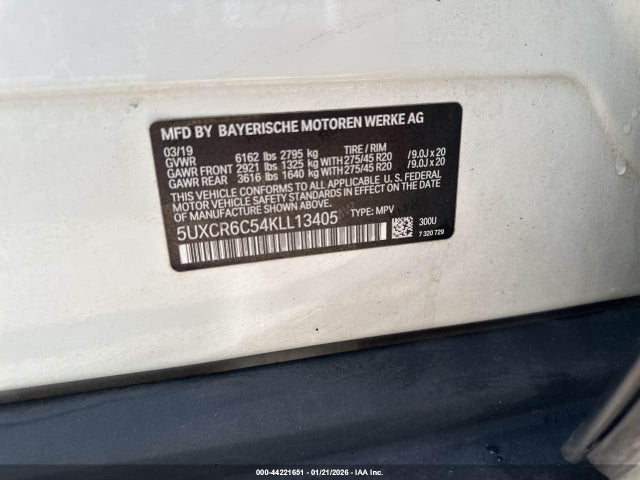 MFD BY BAYERISCHE MOTOREN WERKE AG
03/19 TIRE / RIM
GVWR 6162 lbs 2795 kg
GAWR FRONT 2921 lbs 1325 kg WITH 275/45 R20 /9.0J x 20
GAWR REAR 3616 lbs 1640 kg WITH 275/45 R20 /9.0J x 20
THIS VEHICLE CONFORMS TO ALL APPLICABLE U. S. FEDERAL
MOTOR VEHICLE SAFETY STANDARDS IN
EFFECT ON THE DATE OF MANUFACTURE SHOWN ABOVE.
5UXCR6C54KLL13405 TYPE: MPV
300U
7 320 729
000-44221651 | 01/21/2026 | IAA Inc.